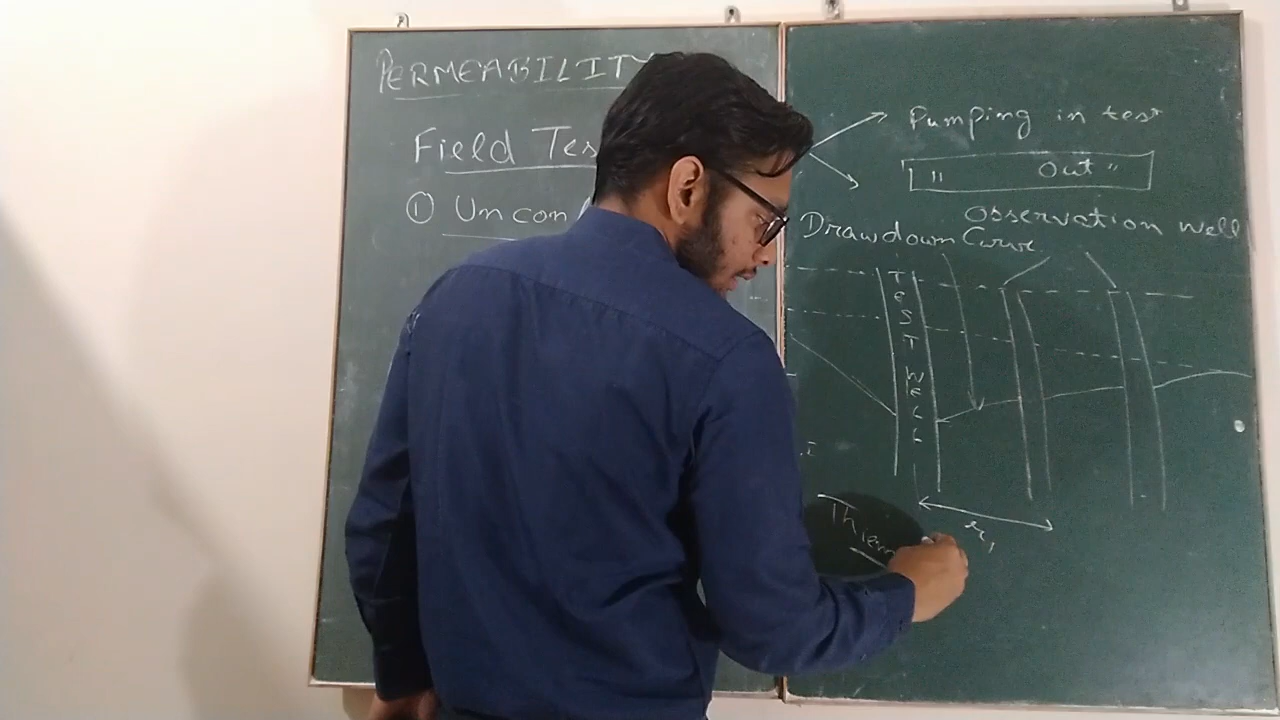 PERMEABILITY
Field Tes
① Uncon
Pumping in test
" Out "
Observation Well
Drawdown Curve
TEST WELL
r₁
Thiem